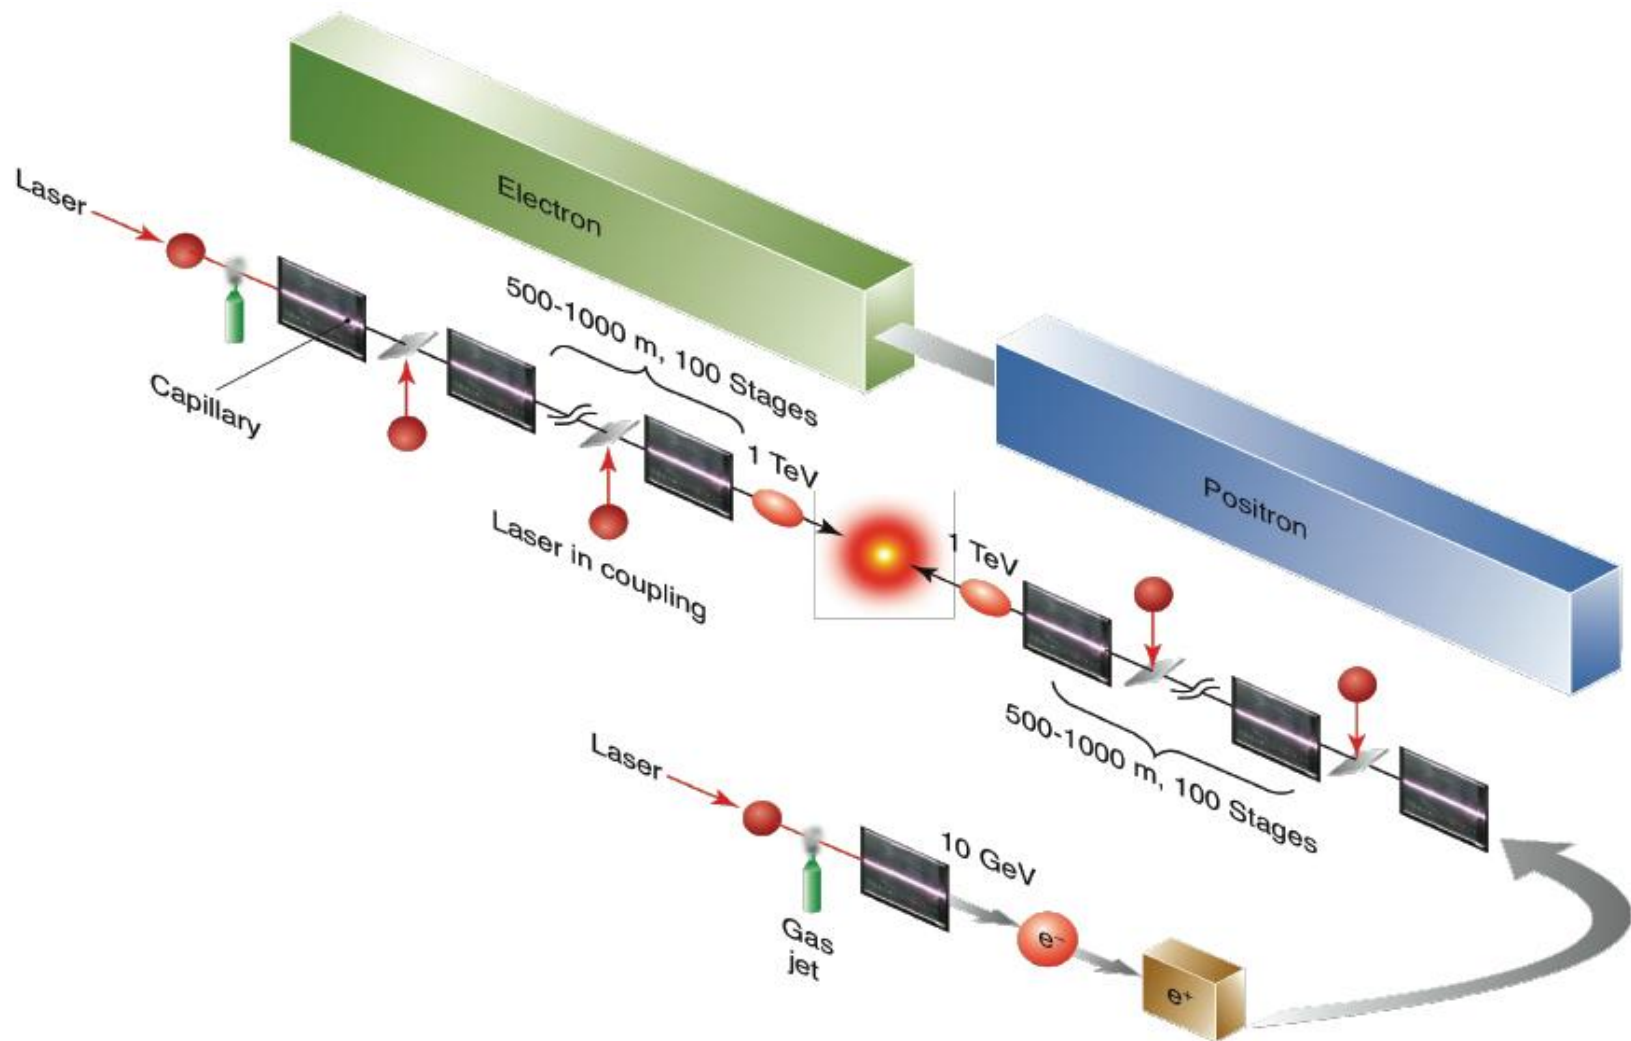 Electron
Laser
500-1000 m, 100 Stages
Capillary
1 TeV
Laser in coupling
Positron
1 TeV
500-1000 m, 100 Stages
Laser
10 GeV
Gas
jet
e⁻
e⁺